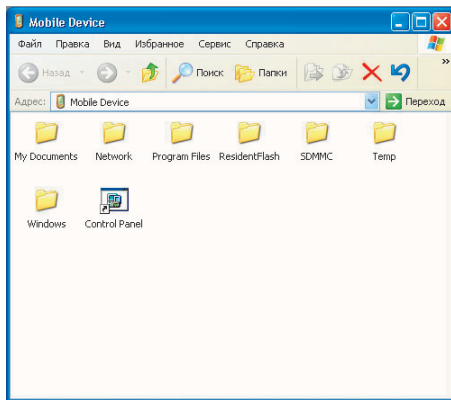 Mobile Device
Файл Правка Вид Избранное Сервис Справка
Назад Поиск Папки »
Адрес: Mobile Device Переход
My Documents Network Program Files ResidentFlash SDMMC Temp
Windows Control Panel